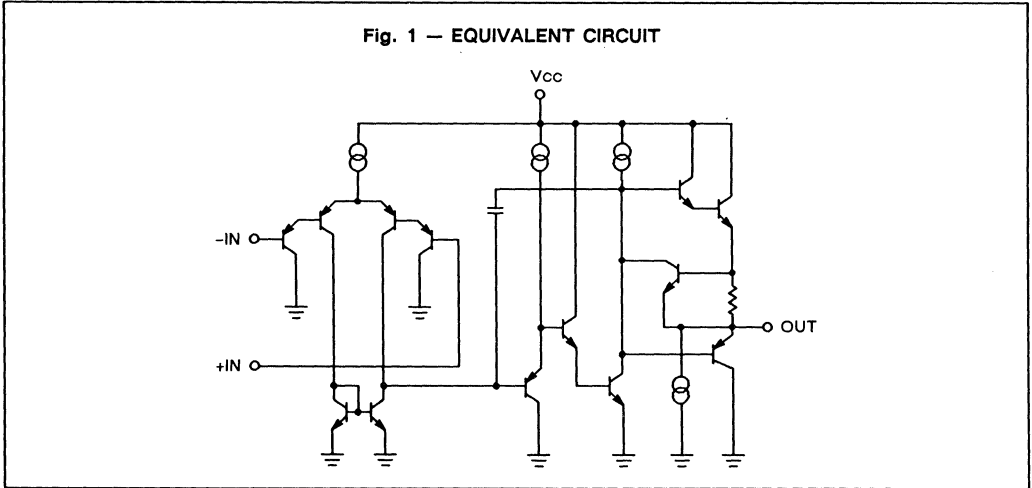 Fig. 1 — EQUIVALENT CIRCUIT
Vcc
–IN
OUT
+IN